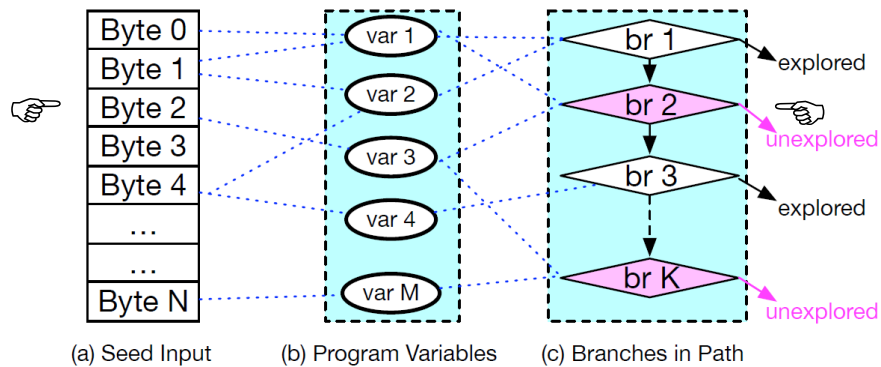 Byte 0
Byte 1
Byte 2
Byte 3
Byte 4
...
...
Byte N
(a) Seed Input
var 1
var 2
var 3
var 4
var M
(b) Program Variables
br 1
explored
br 2
unexplored
br 3
explored
br K
unexplored
(c) Branches in Path